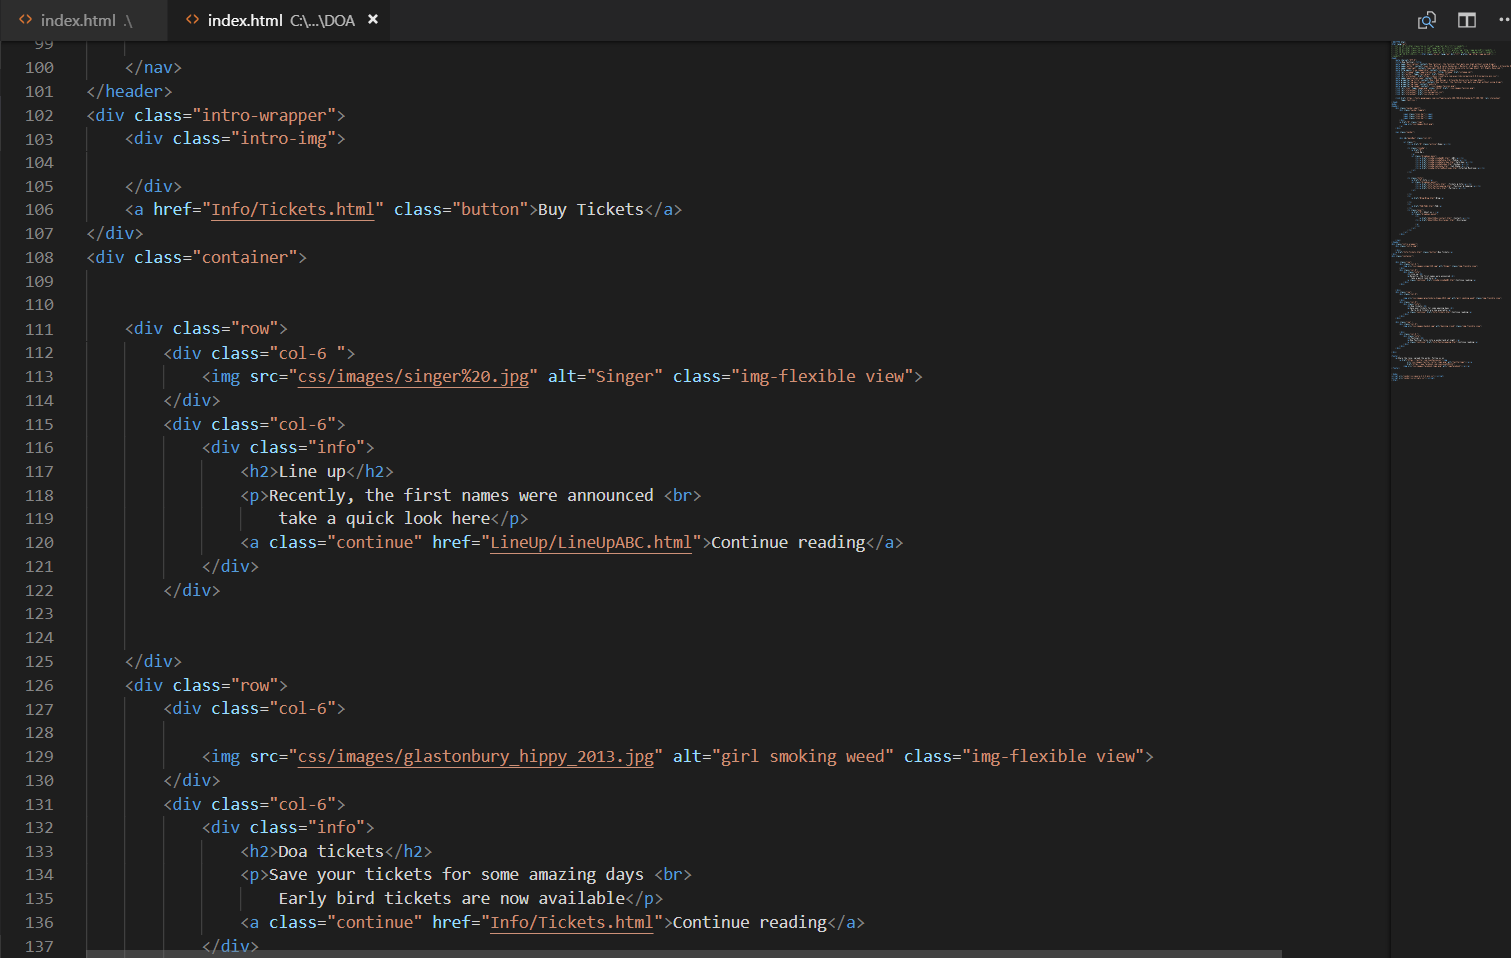 index.html .\ index.html C:\...\DOA ×
99
100 </nav>
101 </header>
102 <div class="intro-wrapper">
103 <div class="intro-img">
104
105 </div>
106 <a href="Info/Tickets.html" class="button">Buy Tickets</a>
107 </div>
108 <div class="container">
109
110
111 <div class="row">
112 <div class="col-6 ">
113 <img src="css/images/singer%20.jpg" alt="Singer" class="img-flexible view">
114 </div>
115 <div class="col-6">
116 <div class="info">
117 <h2>Line up</h2>
118 <p>Recently, the first names were announced <br>
119 take a quick look here</p>
120 <a class="continue" href="LineUp/LineUpABC.html">Continue reading</a>
121 </div>
122 </div>
123
124
125 </div>
126 <div class="row">
127 <div class="col-6">
128
129 <img src="css/images/glastonbury_hippy_2013.jpg" alt="girl smoking weed" class="img-flexible view">
130 </div>
131 <div class="col-6">
132 <div class="info">
133 <h2>Doa tickets</h2>
134 <p>Save your tickets for some amazing days <br>
135 Early bird tickets are now available</p>
136 <a class="continue" href="Info/Tickets.html">Continue reading</a>
137 </div>